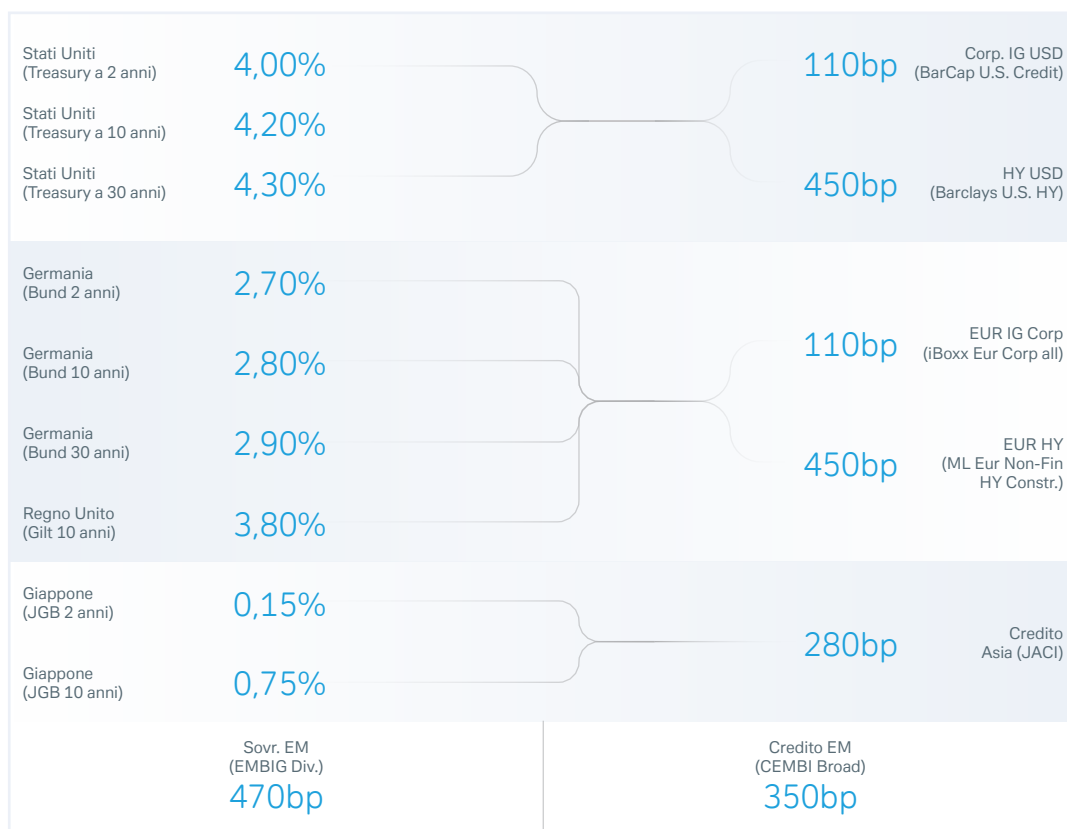 Stati Uniti
(Treasury a 2 anni)
4,00%
Stati Uniti
(Treasury a 10 anni)
4,20%
Stati Uniti
(Treasury a 30 anni)
4,30%
110bp
Corp. IG USD
(BarCap U.S. Credit)
450bp
HY USD
(Barclays U.S. HY)
Germania
(Bund 2 anni)
2,70%
Germania
(Bund 10 anni)
2,80%
Germania
(Bund 30 anni)
2,90%
Regno Unito
(Gilt 10 anni)
3,80%
110bp
EUR IG Corp
(iBoxx Eur Corp all)
450bp
EUR HY
(ML Eur Non-Fin
HY Constr.)
Giappone
(JGB 2 anni)
0,15%
Giappone
(JGB 10 anni)
0,75%
280bp
Credito
Asia (JACI)
Sovr. EM
(EMBIG Div.)
470bp
Credito EM
(CEMBI Broad)
350bp